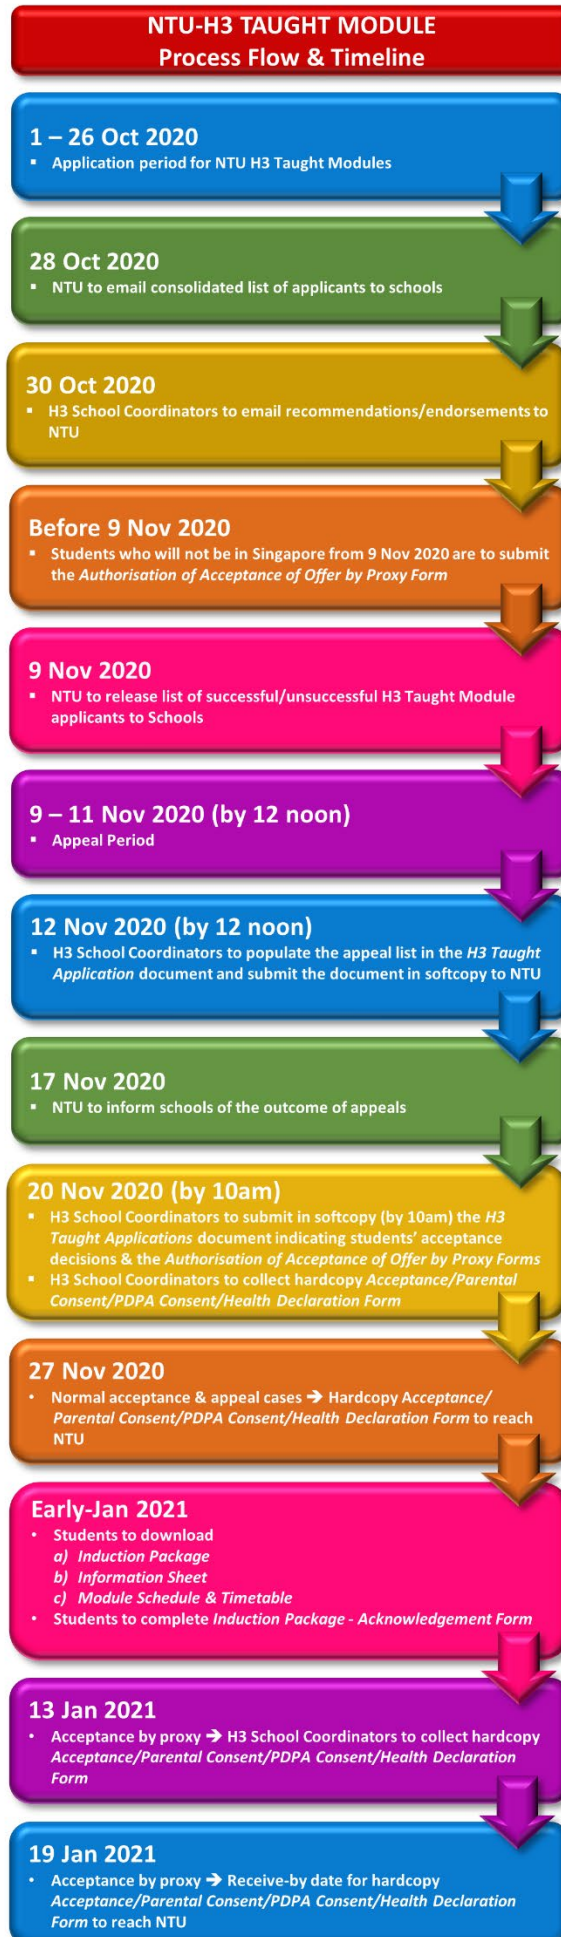 NTU-H3 TAUGHT MODULE
Process Flow & Timeline
1 – 26 Oct 2020
▪ Application period for NTU H3 Taught Modules
28 Oct 2020
▪ NTU to email consolidated list of applicants to schools
30 Oct 2020
▪ H3 School Coordinators to email recommendations/endorsements to
NTU
Before 9 Nov 2020
▪ Students who will not be in Singapore from 9 Nov 2020 are to submit
the Authorisation of Acceptance of Offer by Proxy Form
9 Nov 2020
▪ NTU to release list of successful/unsuccessful H3 Taught Module
applicants to Schools
9 – 11 Nov 2020 (by 12 noon)
▪ Appeal Period
12 Nov 2020 (by 12 noon)
▪ H3 School Coordinators to populate the appeal list in the H3 Taught
Application document and submit the document in softcopy to NTU
17 Nov 2020
▪ NTU to inform schools of the outcome of appeals
20 Nov 2020 (by 10am)
▪ H3 School Coordinators to submit in softcopy (by 10am) the H3
Taught Applications document indicating students' acceptance
decisions & the Authorisation of Acceptance of Offer by Proxy Forms
▪ H3 School Coordinators to collect hardcopy Acceptance/Parental
Consent/PDPA Consent/Health Declaration Form
27 Nov 2020
• Normal acceptance & appeal cases ➔ Hardcopy Acceptance/
Parental Consent/PDPA Consent/Health Declaration Form to reach
NTU
Early-Jan 2021
• Students to download
a) Induction Package
b) Information Sheet
c) Module Schedule & Timetable
• Students to complete Induction Package - Acknowledgement Form
13 Jan 2021
• Acceptance by proxy ➔ H3 School Coordinators to collect hardcopy
Acceptance/Parental Consent/PDPA Consent/Health Declaration
Form
19 Jan 2021
• Acceptance by proxy ➔ Receive-by date for hardcopy
Acceptance/Parental Consent/PDPA Consent/Health Declaration
Form to reach NTU